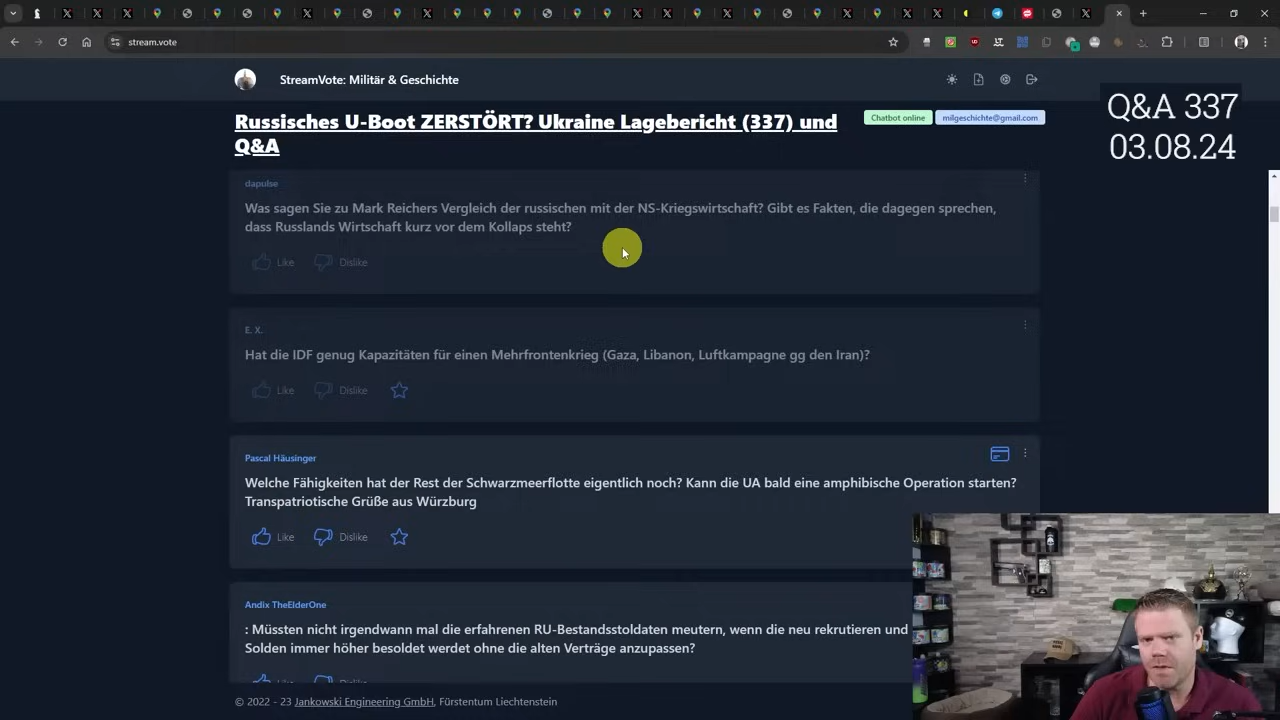 stream.vote
StreamVote: Militär & Geschichte
Russisches U-Boot ZERSTÖRT? Ukraine Lagebericht (337) und
Q&A
Chatbot online
milgeschichte@gmail.com
Q&A 337
03.08.24
dapulse
Was sagen Sie zu Mark Reichers Vergleich der russischen mit der NS-Kriegswirtschaft? Gibt es Fakten, die dagegen sprechen,
dass Russlands Wirtschaft kurz vor dem Kollaps steht?
Like Dislike
E. X.
Hat die IDF genug Kapazitäten für einen Mehrfrontenkrieg (Gaza, Libanon, Luftkampagne gg den Iran)?
Like Dislike
Pascal Häusinger
Welche Fähigkeiten hat der Rest der Schwarzmeerflotte eigentlich noch? Kann die UA bald eine amphibische Operation starten?
Transpatriotische Grüße aus Würzburg
Like Dislike
Andix TheElderOne
: Müssten nicht irgendwann mal die erfahrenen RU-Bestandsstoldaten meutern, wenn die neu rekrutieren und
Solden immer höher besoldet werdet ohne die alten Verträge anzupassen?
Dislike
© 2022 - 23 Jankowski Engineering GmbH, Fürstentum Liechtenstein